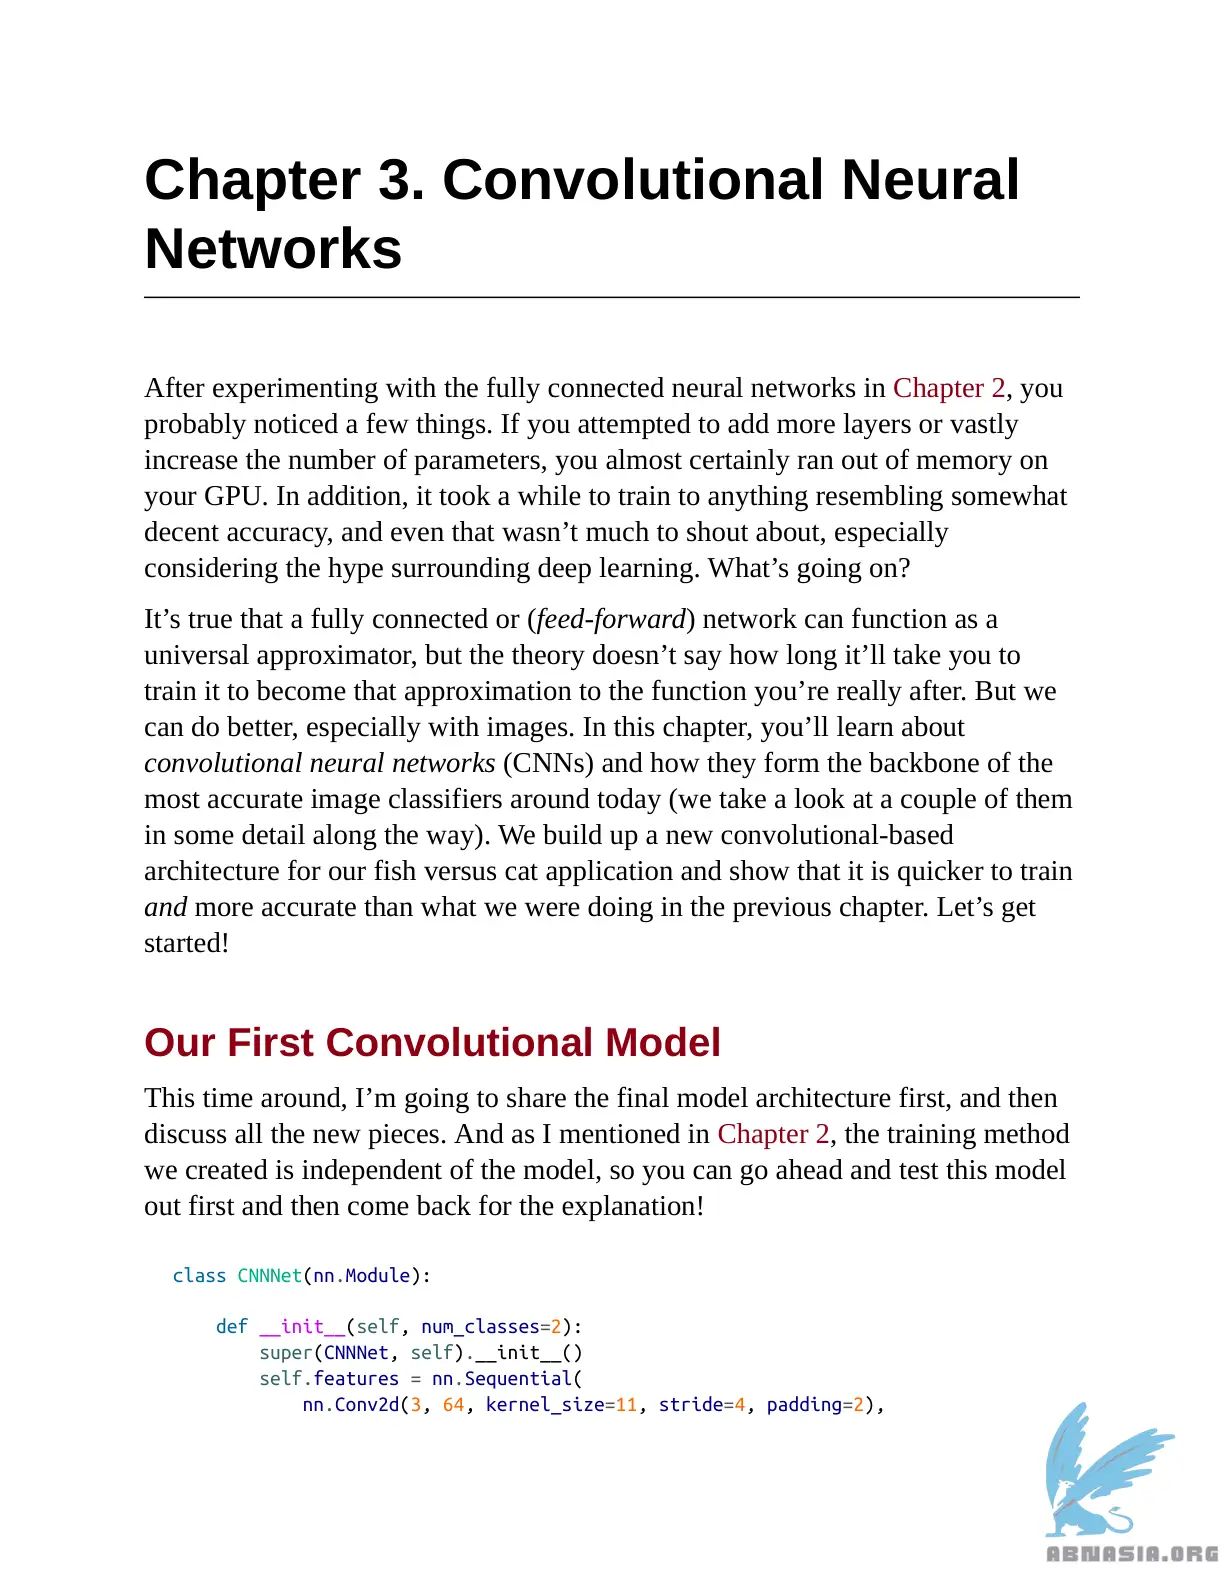 Chapter 3. Convolutional Neural
Networks
After experimenting with the fully connected neural networks in Chapter 2, you
probably noticed a few things. If you attempted to add more layers or vastly
increase the number of parameters, you almost certainly ran out of memory on
your GPU. In addition, it took a while to train to anything resembling somewhat
decent accuracy, and even that wasn’t much to shout about, especially
considering the hype surrounding deep learning. What’s going on?
It’s true that a fully connected or (feed-forward) network can function as a
universal approximator, but the theory doesn’t say how long it’ll take you to
train it to become that approximation to the function you’re really after. But we
can do better, especially with images. In this chapter, you’ll learn about
convolutional neural networks (CNNs) and how they form the backbone of the
most accurate image classifiers around today (we take a look at a couple of them
in some detail along the way). We build up a new convolutional-based
architecture for our fish versus cat application and show that it is quicker to train
and more accurate than what we were doing in the previous chapter. Let’s get
started!
Our First Convolutional Model
This time around, I’m going to share the final model architecture first, and then
discuss all the new pieces. And as I mentioned in Chapter 2, the training method
we created is independent of the model, so you can go ahead and test this model
out first and then come back for the explanation!
class CNNNet(nn.Module):
def __init__(self, num_classes=2):
super(CNNNet, self).__init__()
self.features = nn.Sequential(
nn.Conv2d(3, 64, kernel_size=11, stride=4, padding=2),
ABNASIA.ORG